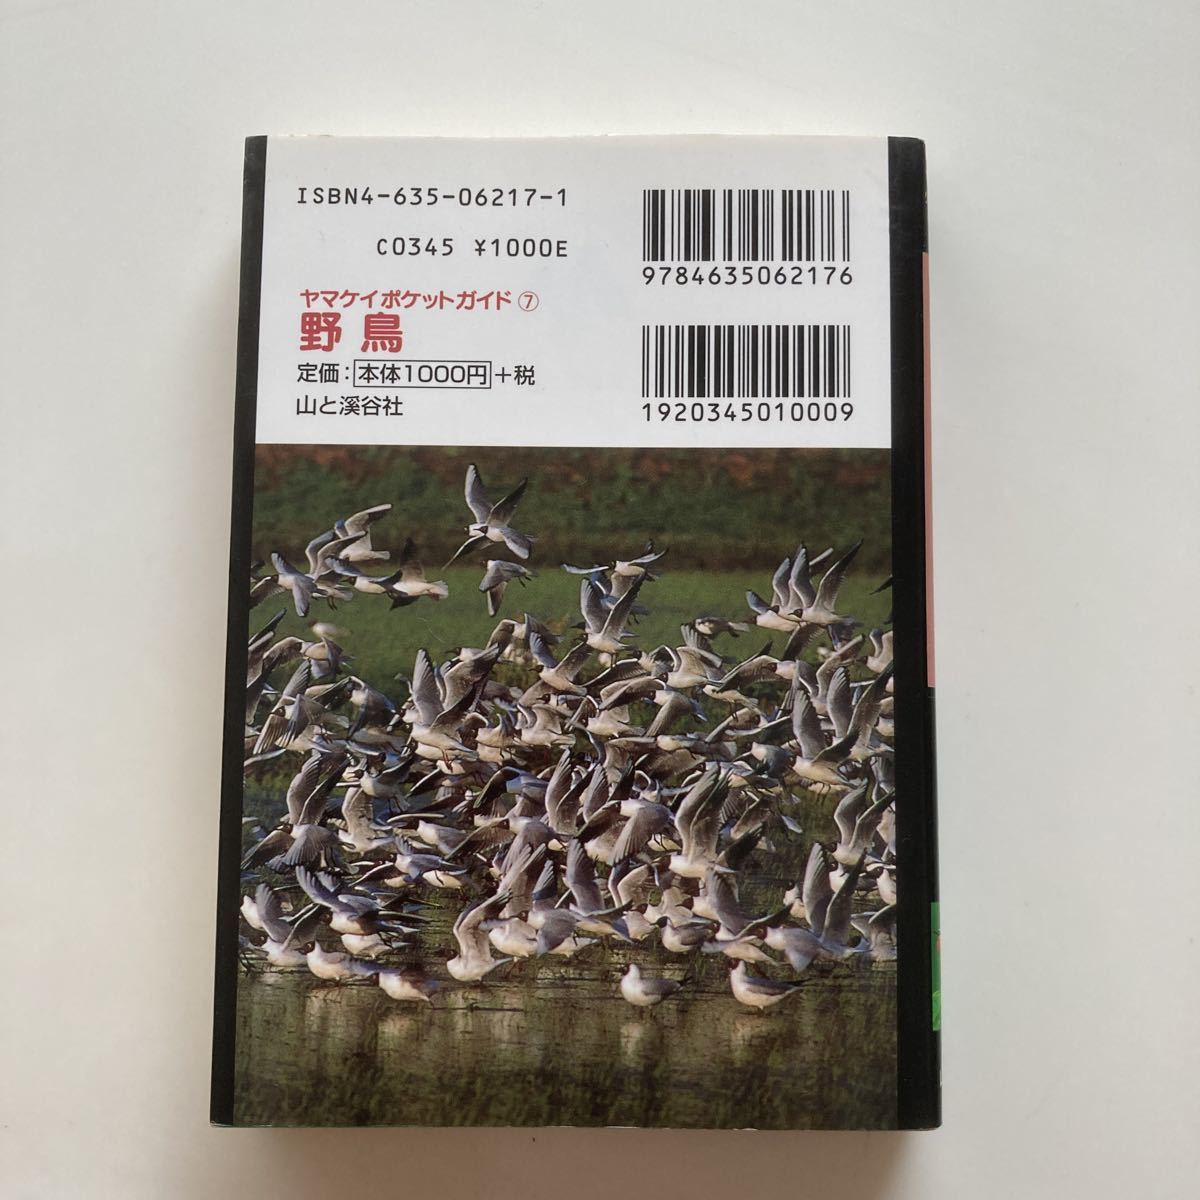 ISBN4-635-06217-1
C0345 ¥1000E
ヤマケイポケットガイド⑦
野鳥
定価：本体1000円＋税
山と溪谷社
9784635062176
1920345010009